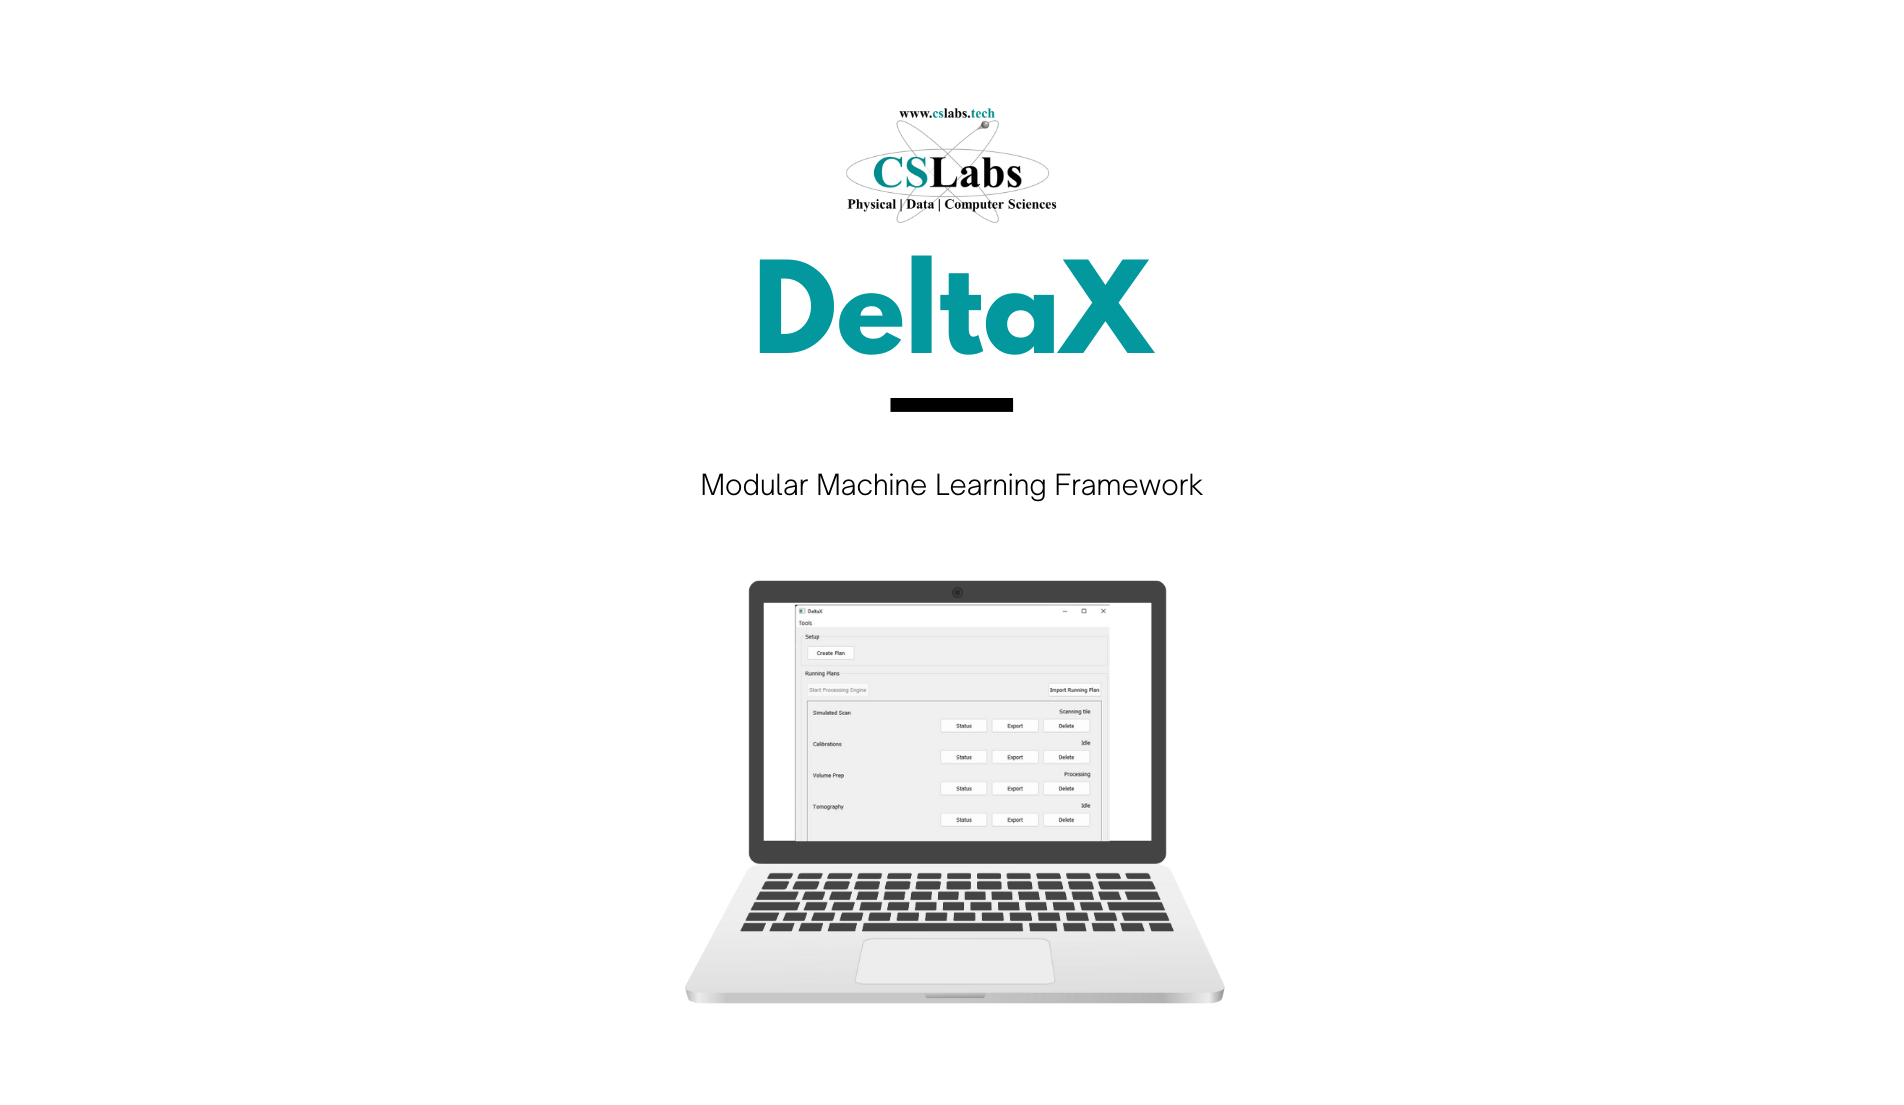 www.cslabs.tech
CSLabs
Physical | Data | Computer Sciences
DeltaX
Modular Machine Learning Framework
DeltaX
Tools
Setup
Create Plan
Running Plans
Start Processing Engine Import Running Plan
Simulated Scan Scanning tile
Status Export Delete
Calibrations Idle
Status Export Delete
Volume Prep Processing
Status Export Delete
Tomography Idle
Status Export Delete